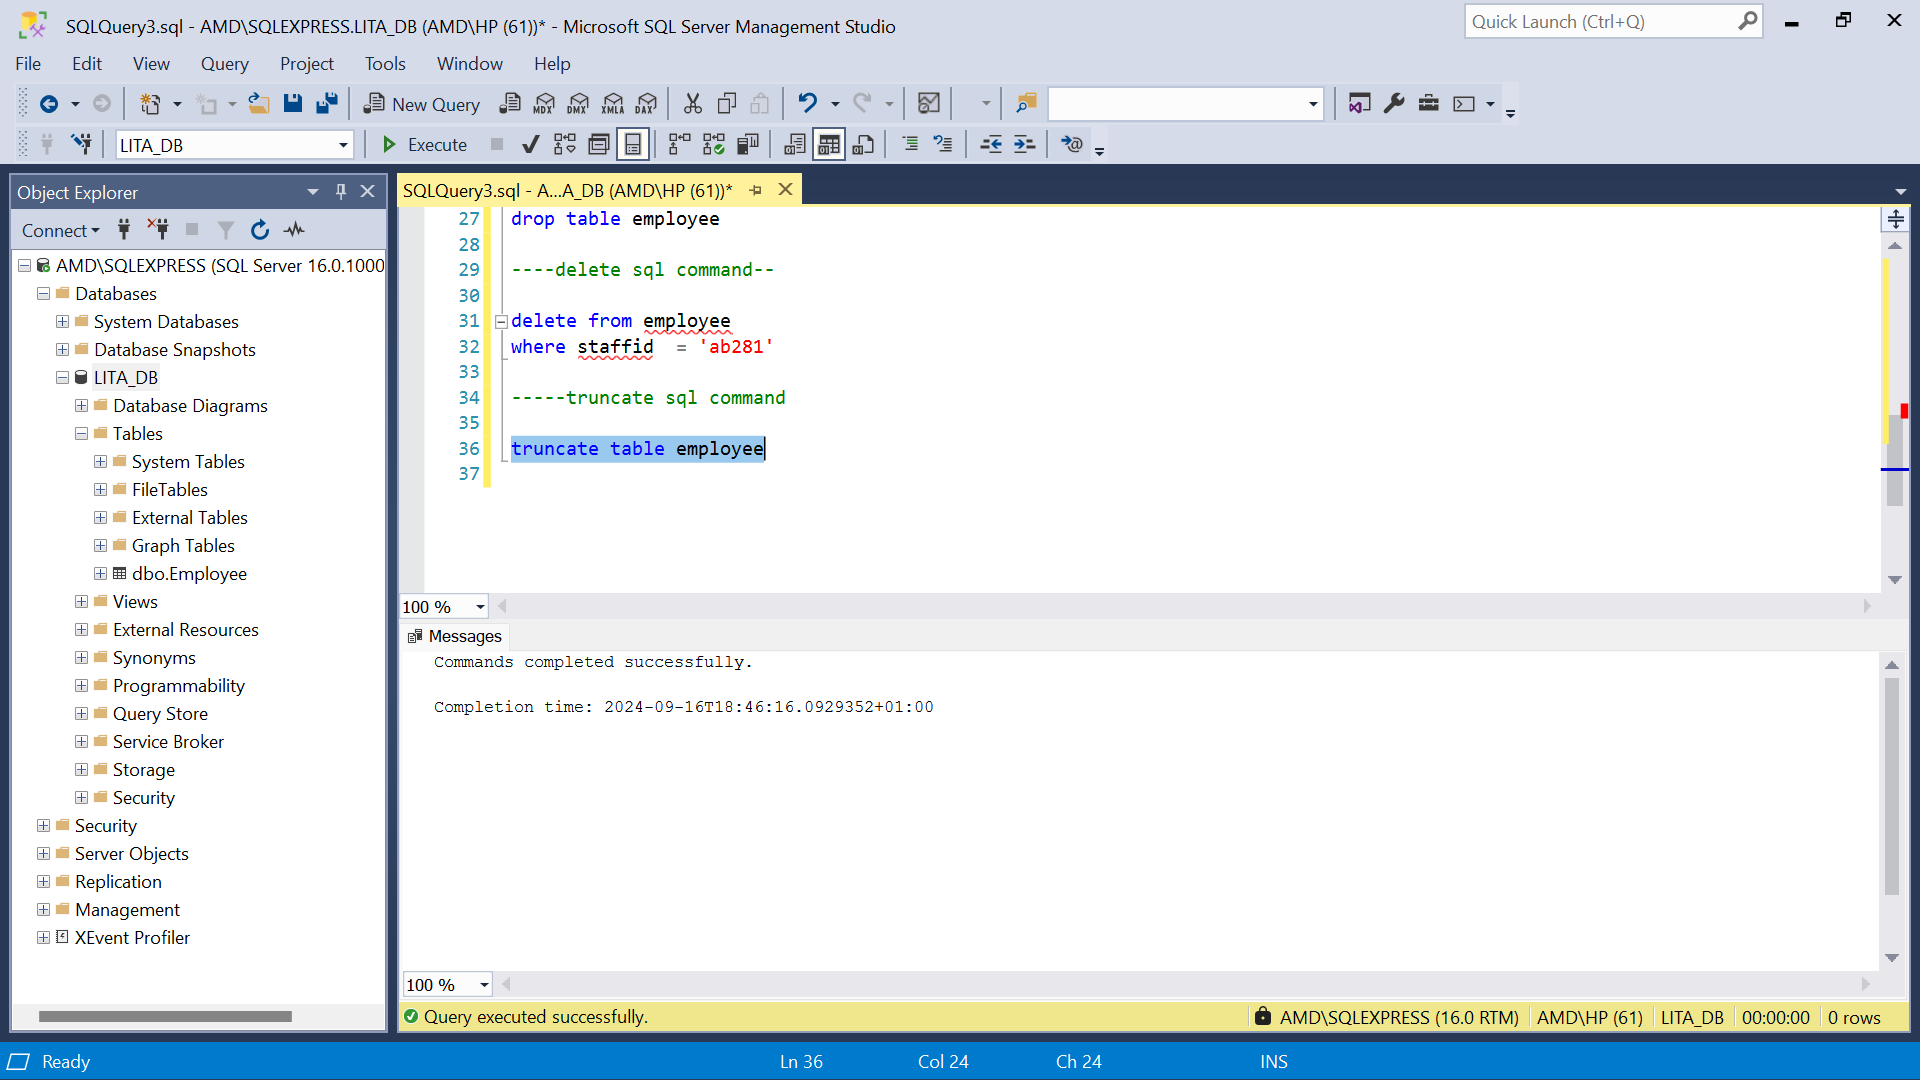 SQLQuery3.sql - AMD\SQLEXPRESS.LITA_DB (AMD\HP (61))* - Microsoft SQL Server Management Studio
Quick Launch (Ctrl+Q)
File Edit View Query Project Tools Window Help
New Query MDX DMX XMLA DAX
LITA_DB Execute
Object Explorer
Connect
AMD\SQLEXPRESS (SQL Server 16.0.1000
Databases
System Databases
Database Snapshots
LITA_DB
Database Diagrams
Tables
System Tables
FileTables
External Tables
Graph Tables
dbo.Employee
Views
External Resources
Synonyms
Programmability
Query Store
Service Broker
Storage
Security
Security
Server Objects
Replication
Management
XEvent Profiler
SQLQuery3.sql - A...A_DB (AMD\HP (61))*
27 drop table employee
28
29 ----delete sql command--
30
31 delete from employee
32 where staffid  = 'ab281'
33
34 -----truncate sql command
35
36 truncate table employee
37
100 %
Messages
Commands completed successfully.
Completion time: 2024-09-16T18:46:16.0929352+01:00
100 %
Query executed successfully. AMD\SQLEXPRESS (16.0 RTM) AMD\HP (61) LITA_DB 00:00:00 0 rows
Ready Ln 36 Col 24 Ch 24 INS